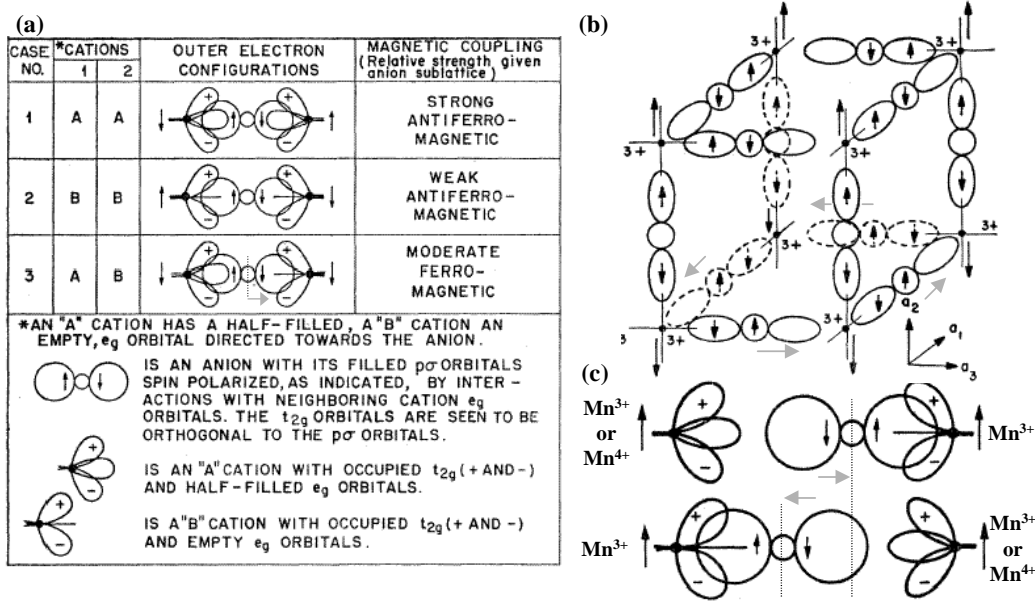 (a)
CASE NO.
*CATIONS
1 2
OUTER ELECTRON CONFIGURATIONS
MAGNETIC COUPLING
(Relative strength, given
anion sublattice)
1 A A
STRONG
ANTIFERRO-
MAGNETIC
2 B B
WEAK
ANTIFERRO-
MAGNETIC
3 A B
MODERATE
FERRO-
MAGNETIC
+
−
+
−
+
−
+
−
+
−
+
−
*AN "A" CATION HAS A HALF-FILLED, A "B" CATION AN
EMPTY, eg ORBITAL DIRECTED TOWARDS THE ANION.
IS AN ANION WITH ITS FILLED pσ ORBITALS
SPIN POLARIZED, AS INDICATED, BY INTER-
ACTIONS WITH NEIGHBORING CATION eg
ORBITALS. THE t2g ORBITALS ARE SEEN TO BE
ORTHOGONAL TO THE pσ ORBITALS.
+
−
IS AN "A" CATION WITH OCCUPIED t2g (+ AND −)
AND HALF-FILLED eg ORBITALS.
+
−
IS A "B" CATION WITH OCCUPIED t2g (+ AND −)
AND EMPTY eg ORBITALS.
(b)
3+
3+
3+
3+
3+
3+
3+
3+
a2
a1
a3
(c)
Mn3+
or
Mn4+
+
−
+
−
Mn3+
Mn3+
+
−
+
−
Mn3+
or
Mn4+